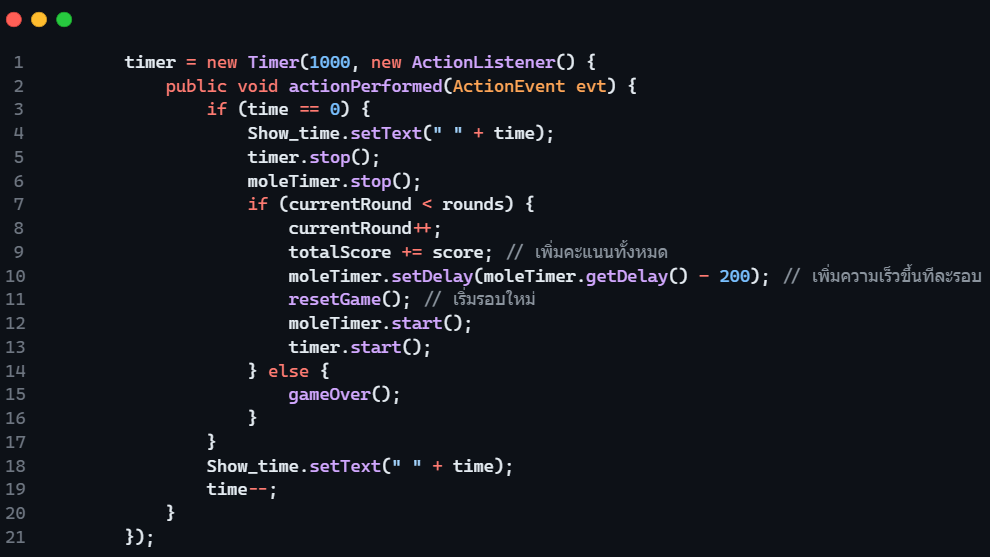 1 timer = new Timer(1000, new ActionListener() {
2 public void actionPerformed(ActionEvent evt) {
3 if (time == 0) {
4 Show_time.setText(" " + time);
5 timer.stop();
6 moleTimer.stop();
7 if (currentRound < rounds) {
8 currentRound++;
9 totalScore += score; // เพิ่มคะแนนทั้งหมด
10 moleTimer.setDelay(moleTimer.getDelay() - 200); // เพิ่มความเร็วขึ้นทีละรอบ
11 resetGame(); // เริ่มรอบใหม่
12 moleTimer.start();
13 timer.start();
14 } else {
15 gameOver();
16 }
17 }
18 Show_time.setText(" " + time);
19 time--;
20 }
21 });